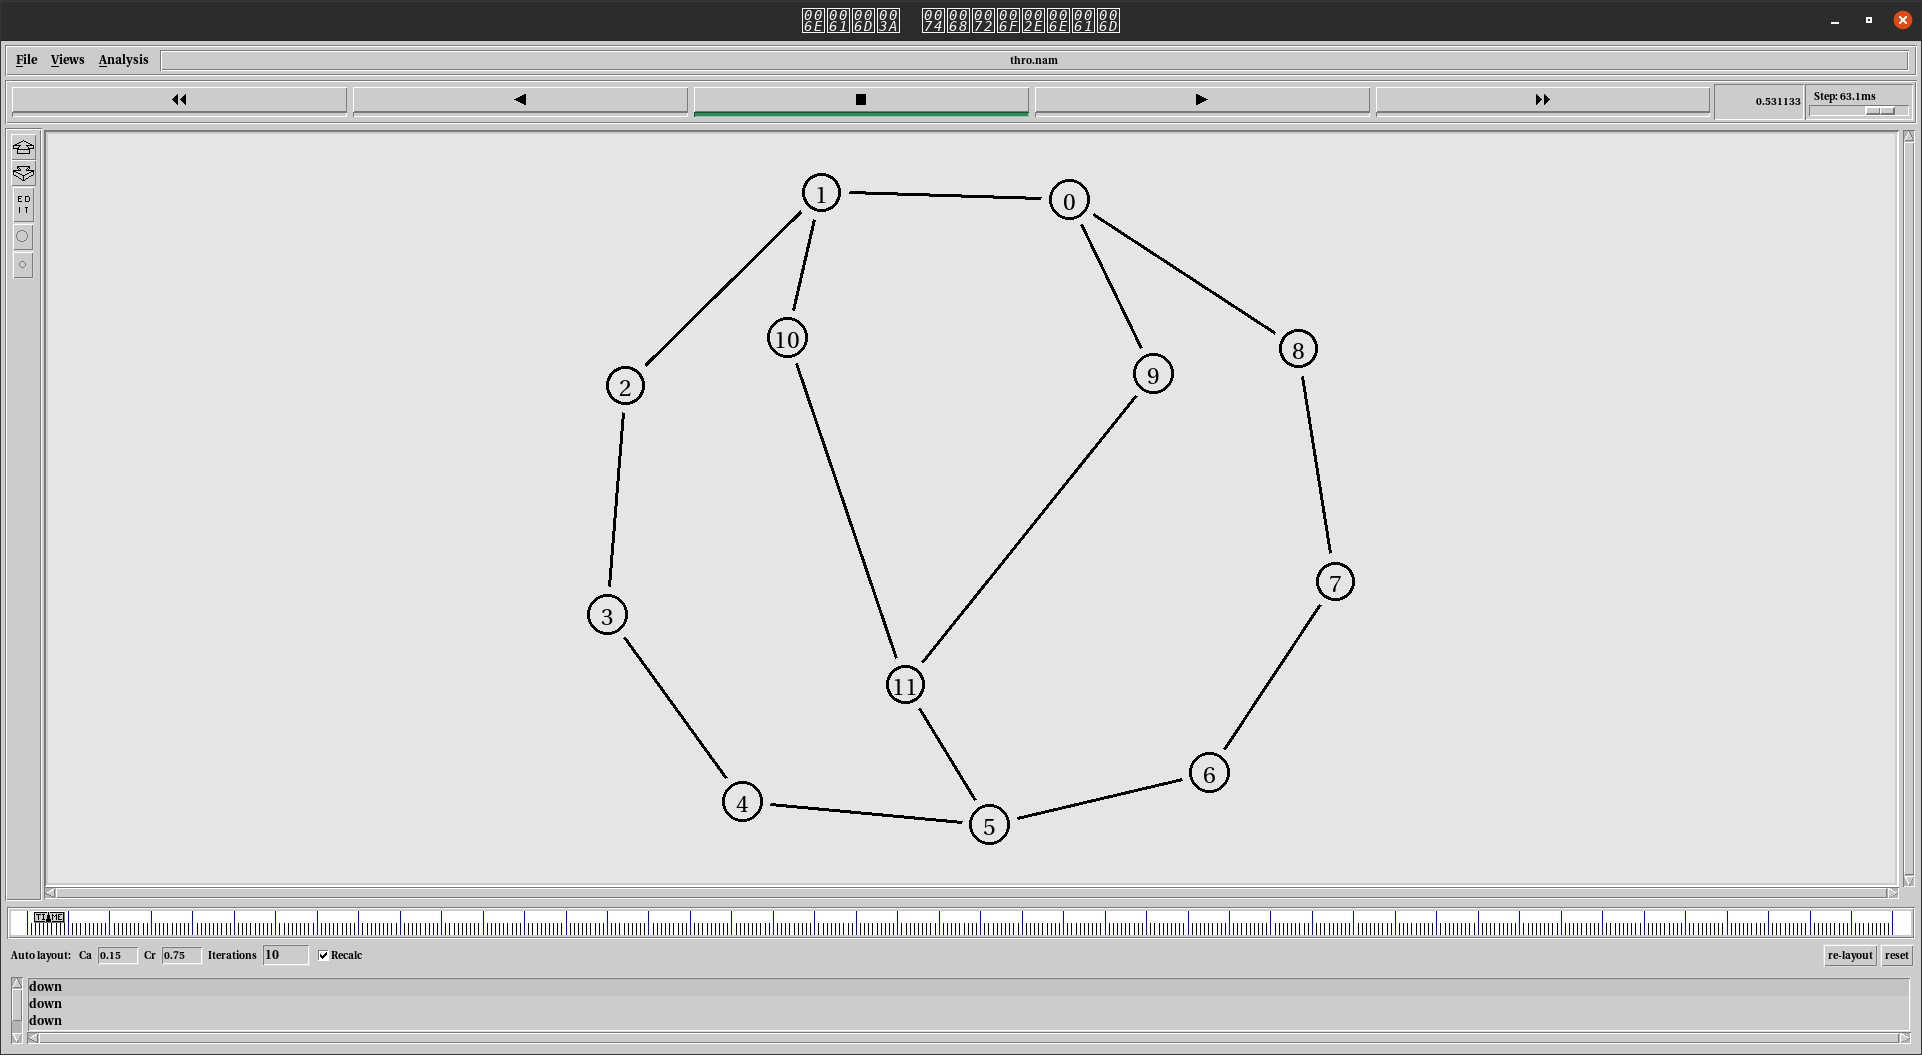 File Views Analysis thro.nam
0.531133 Step: 63.1ms
ED
IT
1
0
10
8
9
2
7
3
11
6
4
5
TIME
Auto layout: Ca 0.15 Cr 0.75 Iterations 10 Recalc re-layout reset
down
down
down